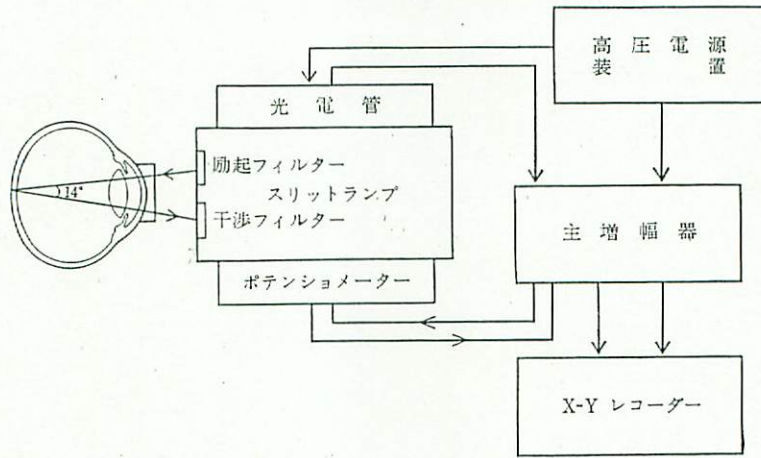 高圧電源
装置
光電管
励起フィルター
スリットランプ
14°
干渉フィルター
主増幅器
ポテンショメーター
X-Y レコーダー